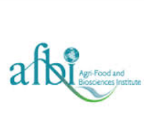 afbi
Agri-Food and
Biosciences Institute